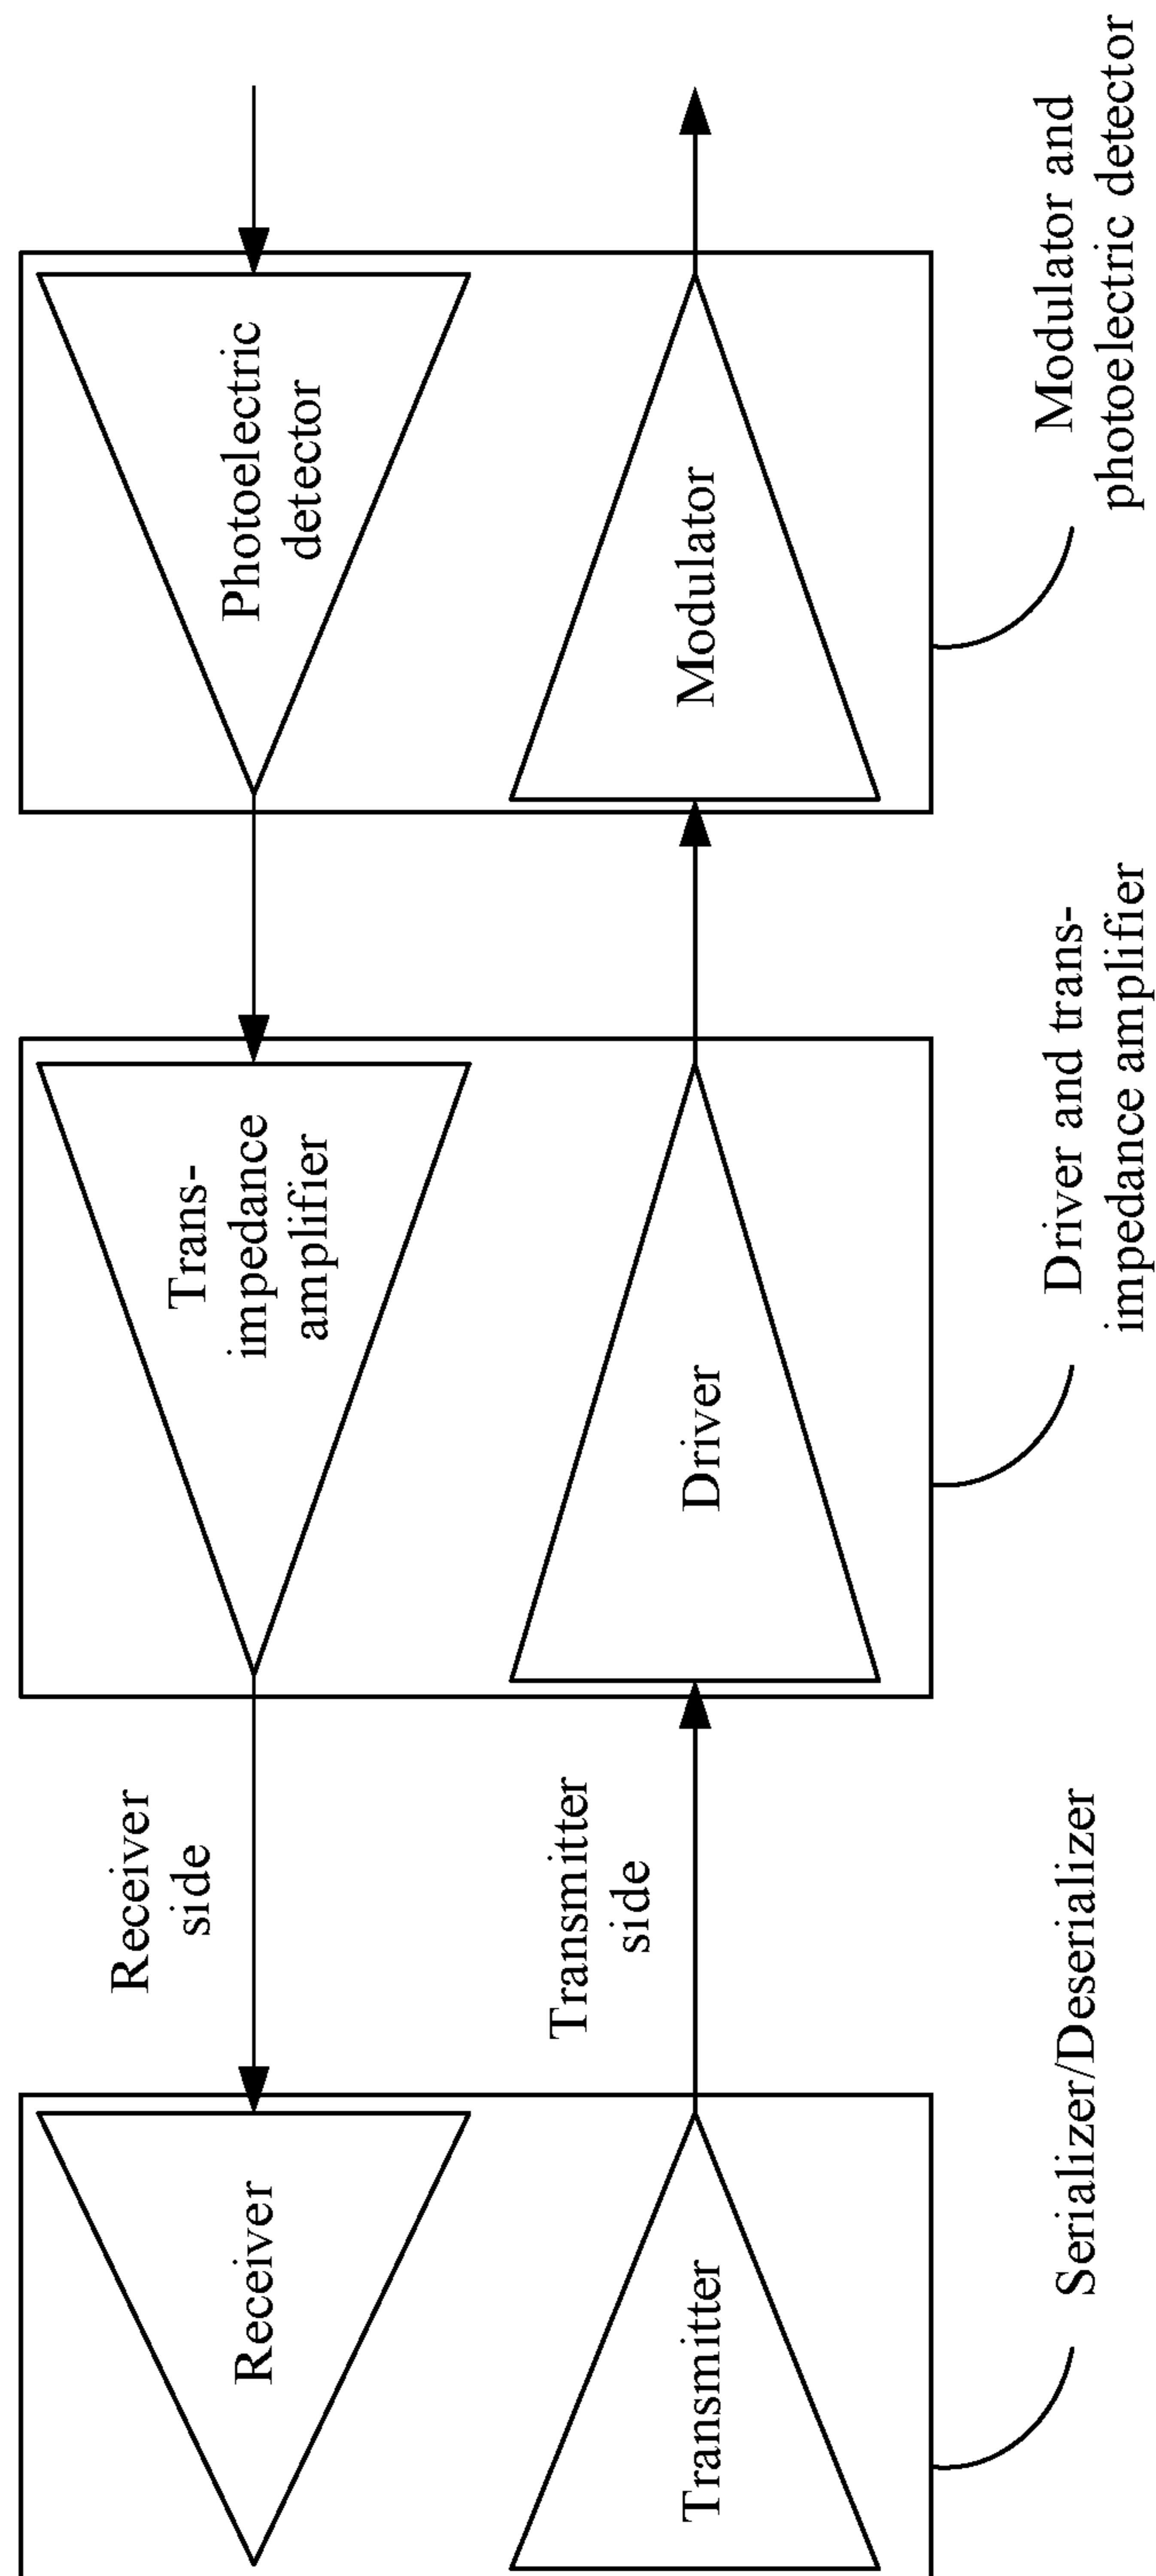 Receiver
Receiver
side
Trans-
impedance
amplifier
Photoelectric
detector
Transmitter
Transmitter
side
Driver
Modulator
Serializer/Deserializer
Driver and trans-
impedance amplifier
Modulator and
photoelectric detector